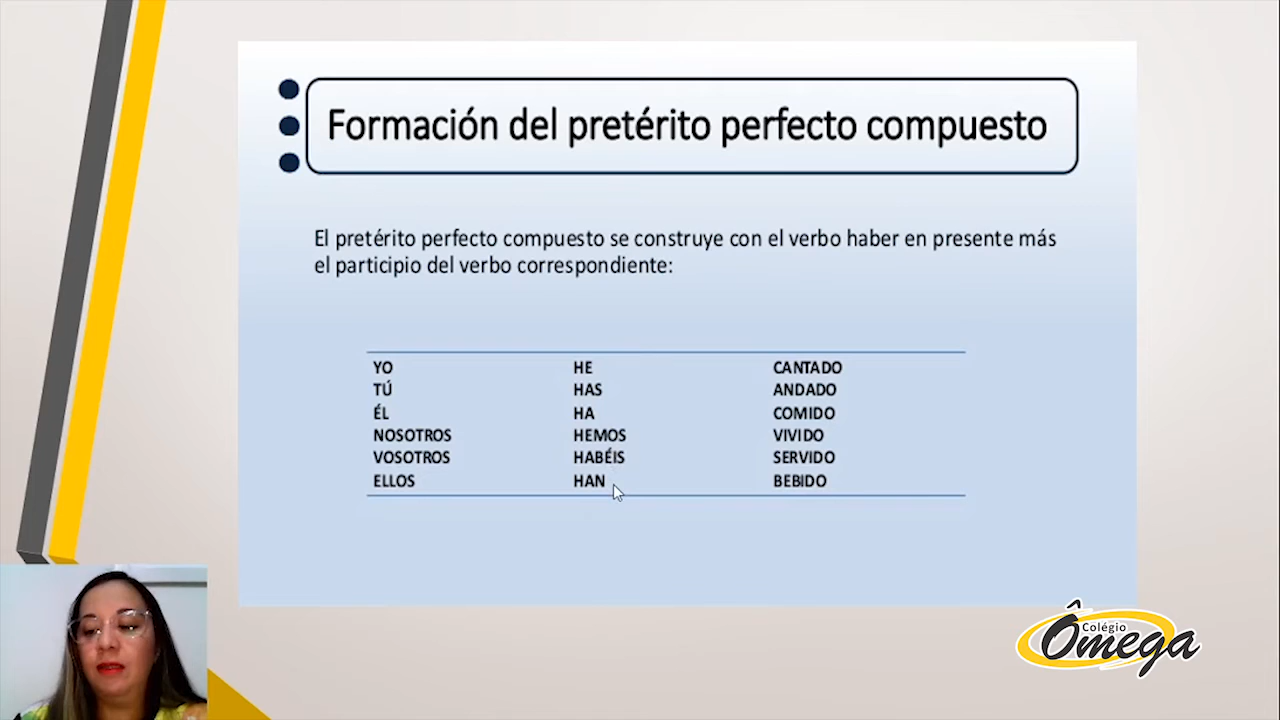 Formación del pretérito perfecto compuesto
El pretérito perfecto compuesto se construye con el verbo haber en presente más
el participio del verbo correspondiente:
YO HE CANTADO
TÚ HAS ANDADO
ÉL HA COMIDO
NOSOTROS HEMOS VIVIDO
VOSOTROS HABÉIS SERVIDO
ELLOS HAN BEBIDO
Colégio
Ômega